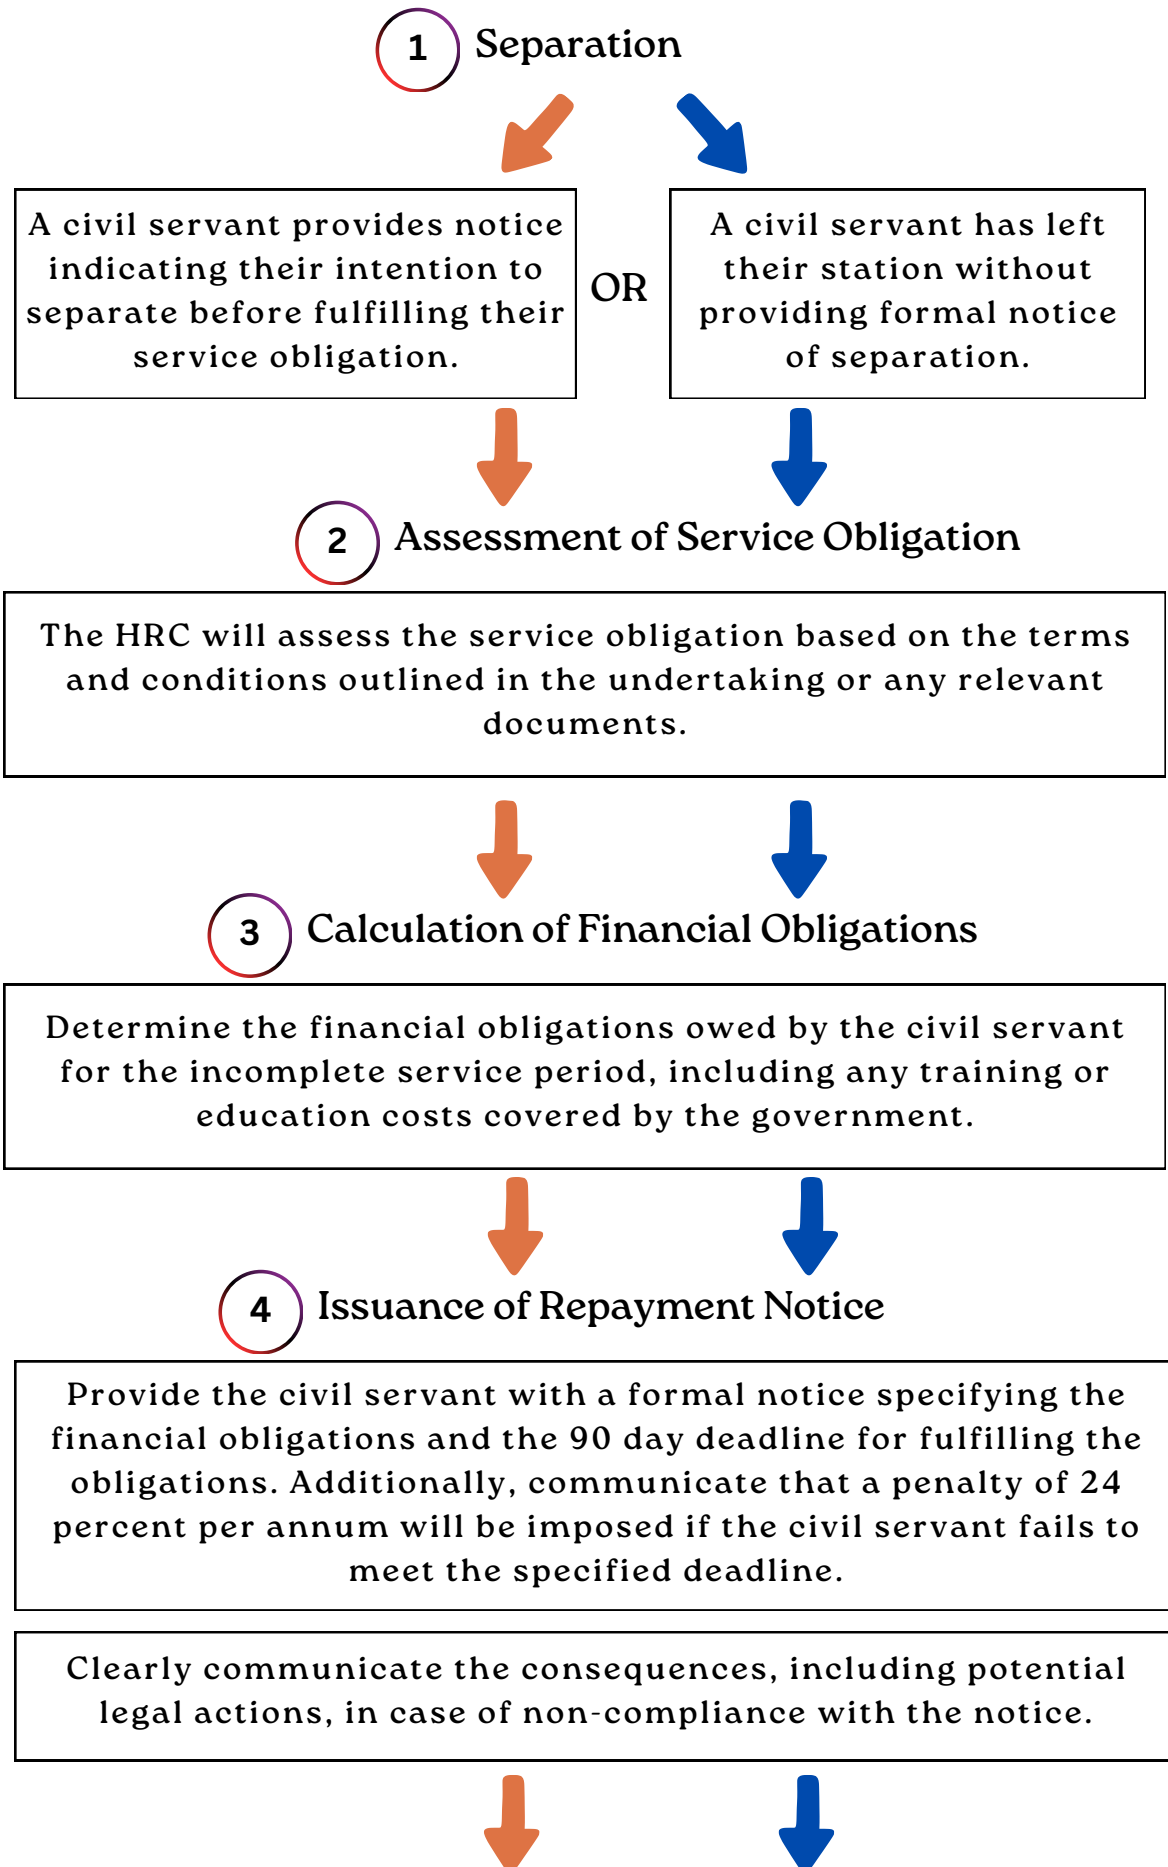 1 Separation
A civil servant provides notice
indicating their intention to
separate before fulfilling their
service obligation.
OR
A civil servant has left
their station without
providing formal notice
of separation.
2 Assessment of Service Obligation
The HRC will assess the service obligation based on the terms
and conditions outlined in the undertaking or any relevant
documents.
3 Calculation of Financial Obligations
Determine the financial obligations owed by the civil servant
for the incomplete service period, including any training or
education costs covered by the government.
4 Issuance of Repayment Notice
Provide the civil servant with a formal notice specifying the
financial obligations and the 90 day deadline for fulfilling the
obligations. Additionally, communicate that a penalty of 24
percent per annum will be imposed if the civil servant fails to
meet the specified deadline.
Clearly communicate the consequences, including potential
legal actions, in case of non-compliance with the notice.